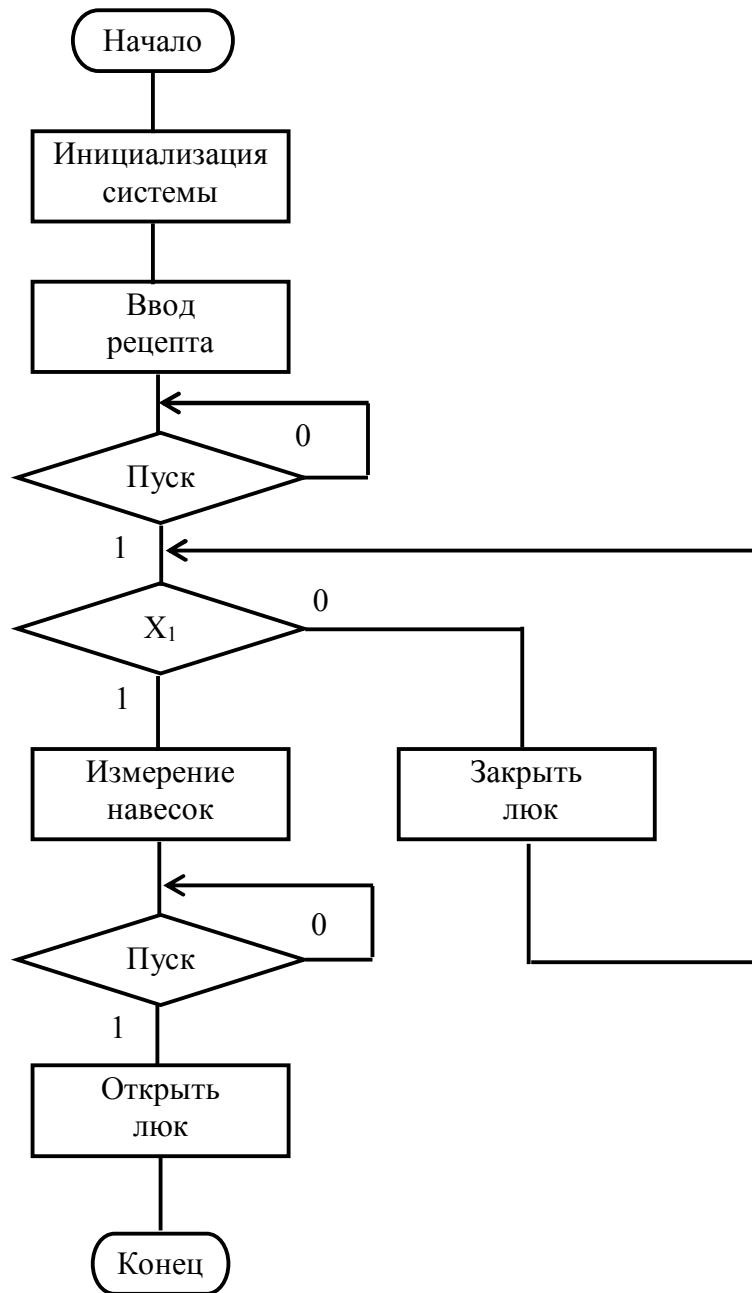 Начало
Инициализация
системы
Ввод
рецепта
0
Пуск
1
0
X₁
1
Измерение
навесок
Закрыть
люк
0
Пуск
1
Открыть
люк
Конец